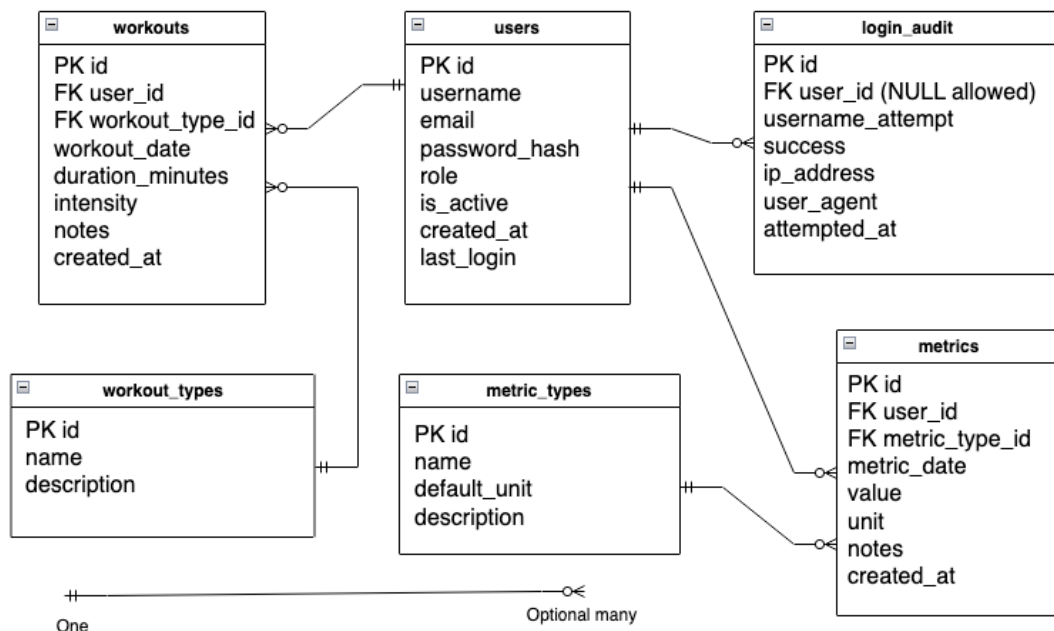 workouts
PK id
FK user_id
FK workout_type_id
workout_date
duration_minutes
intensity
notes
created_at
users
PK id
username
email
password_hash
role
is_active
created_at
last_login
login_audit
PK id
FK user_id (NULL allowed)
username_attempt
success
ip_address
user_agent
attempted_at
workout_types
PK id
name
description
metric_types
PK id
name
default_unit
description
metrics
PK id
FK user_id
FK metric_type_id
metric_date
value
unit
notes
created_at
One
Optional many